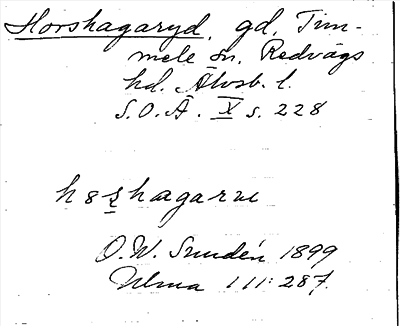 Horshagaryd, gd, Tim-
mele sn, Redvägs
hd. Älvsb. l.
S.O.Ä. X s. 228
O.W. Sundén 1899
Ulma 111:287.